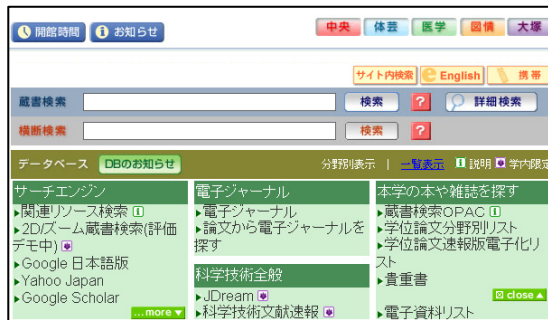 開館時間 お知らせ 中央 体芸 医学 図情 大塚
サイト内検索 English 携帯
蔵書検索 検索 ? 詳細検索
横断検索 検索 ?
データベース DBのお知らせ 分野別表示 | 一覧表示 i 説明 学内限定
サーチエンジン
▸関連リソース検索 i
▸2D/ズーム蔵書検索(評価
デモ中)
▸Google 日本語版
▸Yahoo Japan
▸Google Scholar
...more ▼
電子ジャーナル
▸電子ジャーナル
▸論文から電子ジャーナルを
探す
科学技術全般
▸JDream
▸科学技術文献速報
本学の本や雑誌を探す
▸蔵書検索OPAC i
▸学位論文分野別リスト
▸学位論文速報版電子化リ
スト
▸貴重書
close ▲
▸電子資料リスト